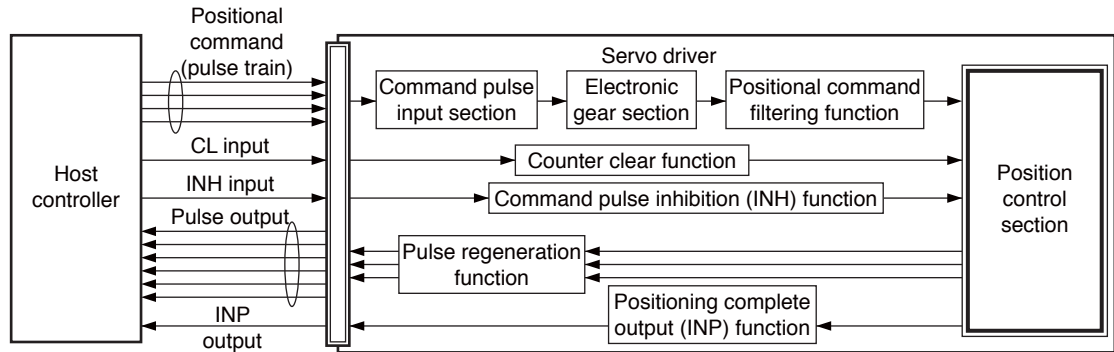 Positional
command
(pulse train)
Servo driver
Command pulse
input section
Electronic
gear section
Positional command
filtering function
CL input
Counter clear function
Host
controller
INH input
Command pulse inhibition (INH) function
Position
control
section
Pulse output
Pulse regeneration
function
Positioning complete
output (INP) function
INP
output